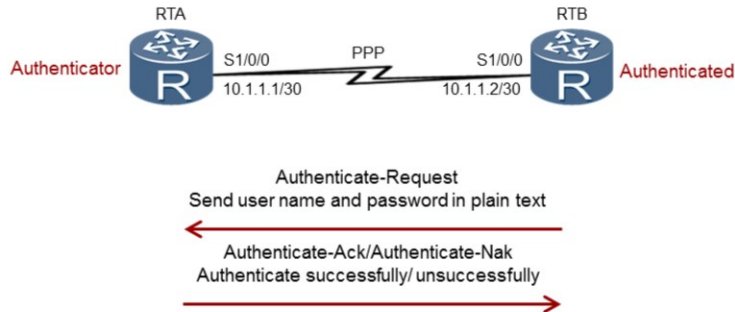 RTA
RTB
Authenticator
R
S1/0/0
PPP
S1/0/0
R
Authenticated
10.1.1.1/30
10.1.1.2/30
Authenticate-Request
Send user name and password in plain text
Authenticate-Ack/Authenticate-Nak
Authenticate successfully/ unsuccessfully